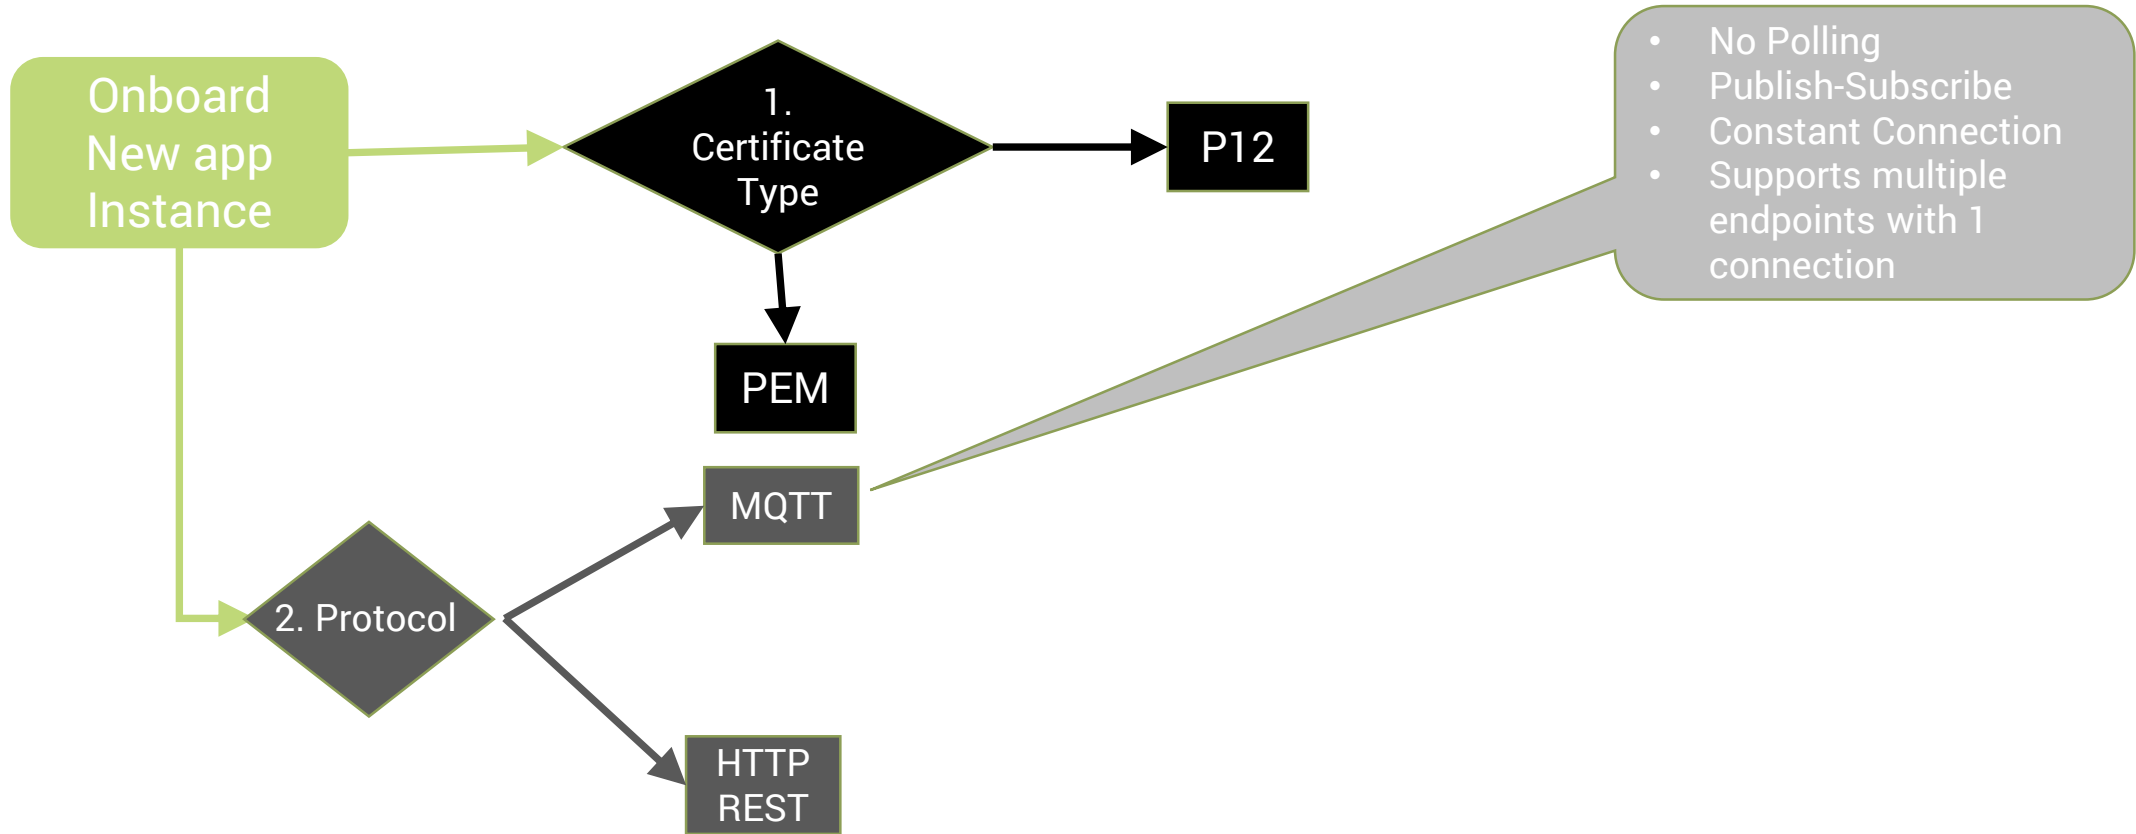 Onboard
New app
Instance
1.
Certificate
Type
P12
PEM
• No Polling
• Publish-Subscribe
• Constant Connection
• Supports multiple
endpoints with 1
connection
MQTT
2. Protocol
HTTP
REST